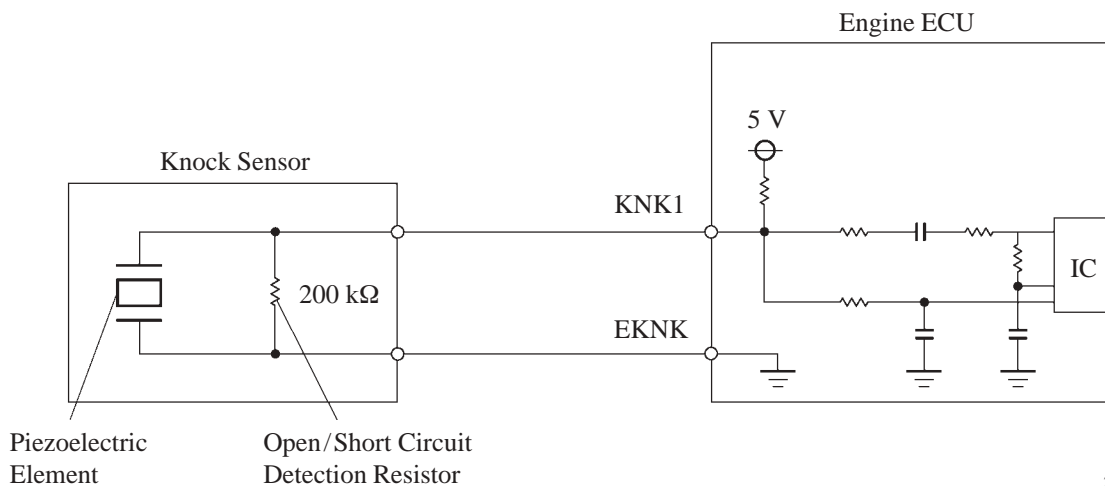 Engine ECU
5 V
Knock Sensor
KNK1
200 kΩ
IC
EKNK
Piezoelectric
Element
Open/Short Circuit
Detection Resistor